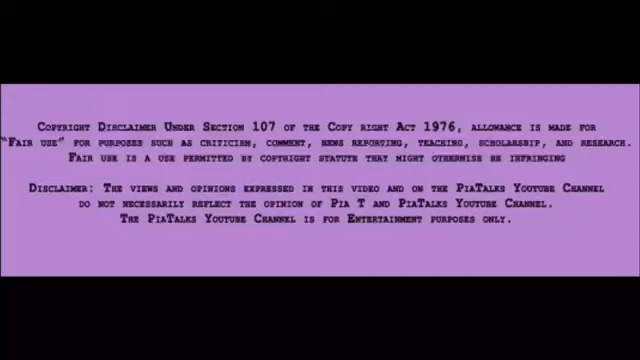 Copyright Disclaimer Under Section 107 of the Copy right Act 1976, allowance is made for
"Fair use" for purposes such as criticism, comment, news reporting, teaching, scholarship, and research.
Fair use is a use permitted by copyright statute that might otherwise be infringing
Disclaimer: The views and opinions expressed in this video and on the PiaTalks Youtube Channel
do not necessarily reflect the opinion of Pia T and PiaTalks Youtube Channel.
The PiaTalks Youtube Channel is for Entertainment purposes only.